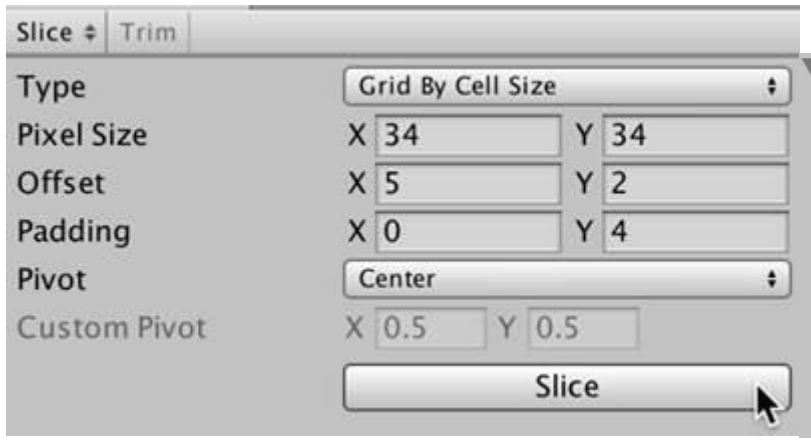 Slice Trim
Type Grid By Cell Size
Pixel Size X 34 Y 34
Offset X 5 Y 2
Padding X 0 Y 4
Pivot Center
Custom Pivot X 0.5 Y 0.5
Slice